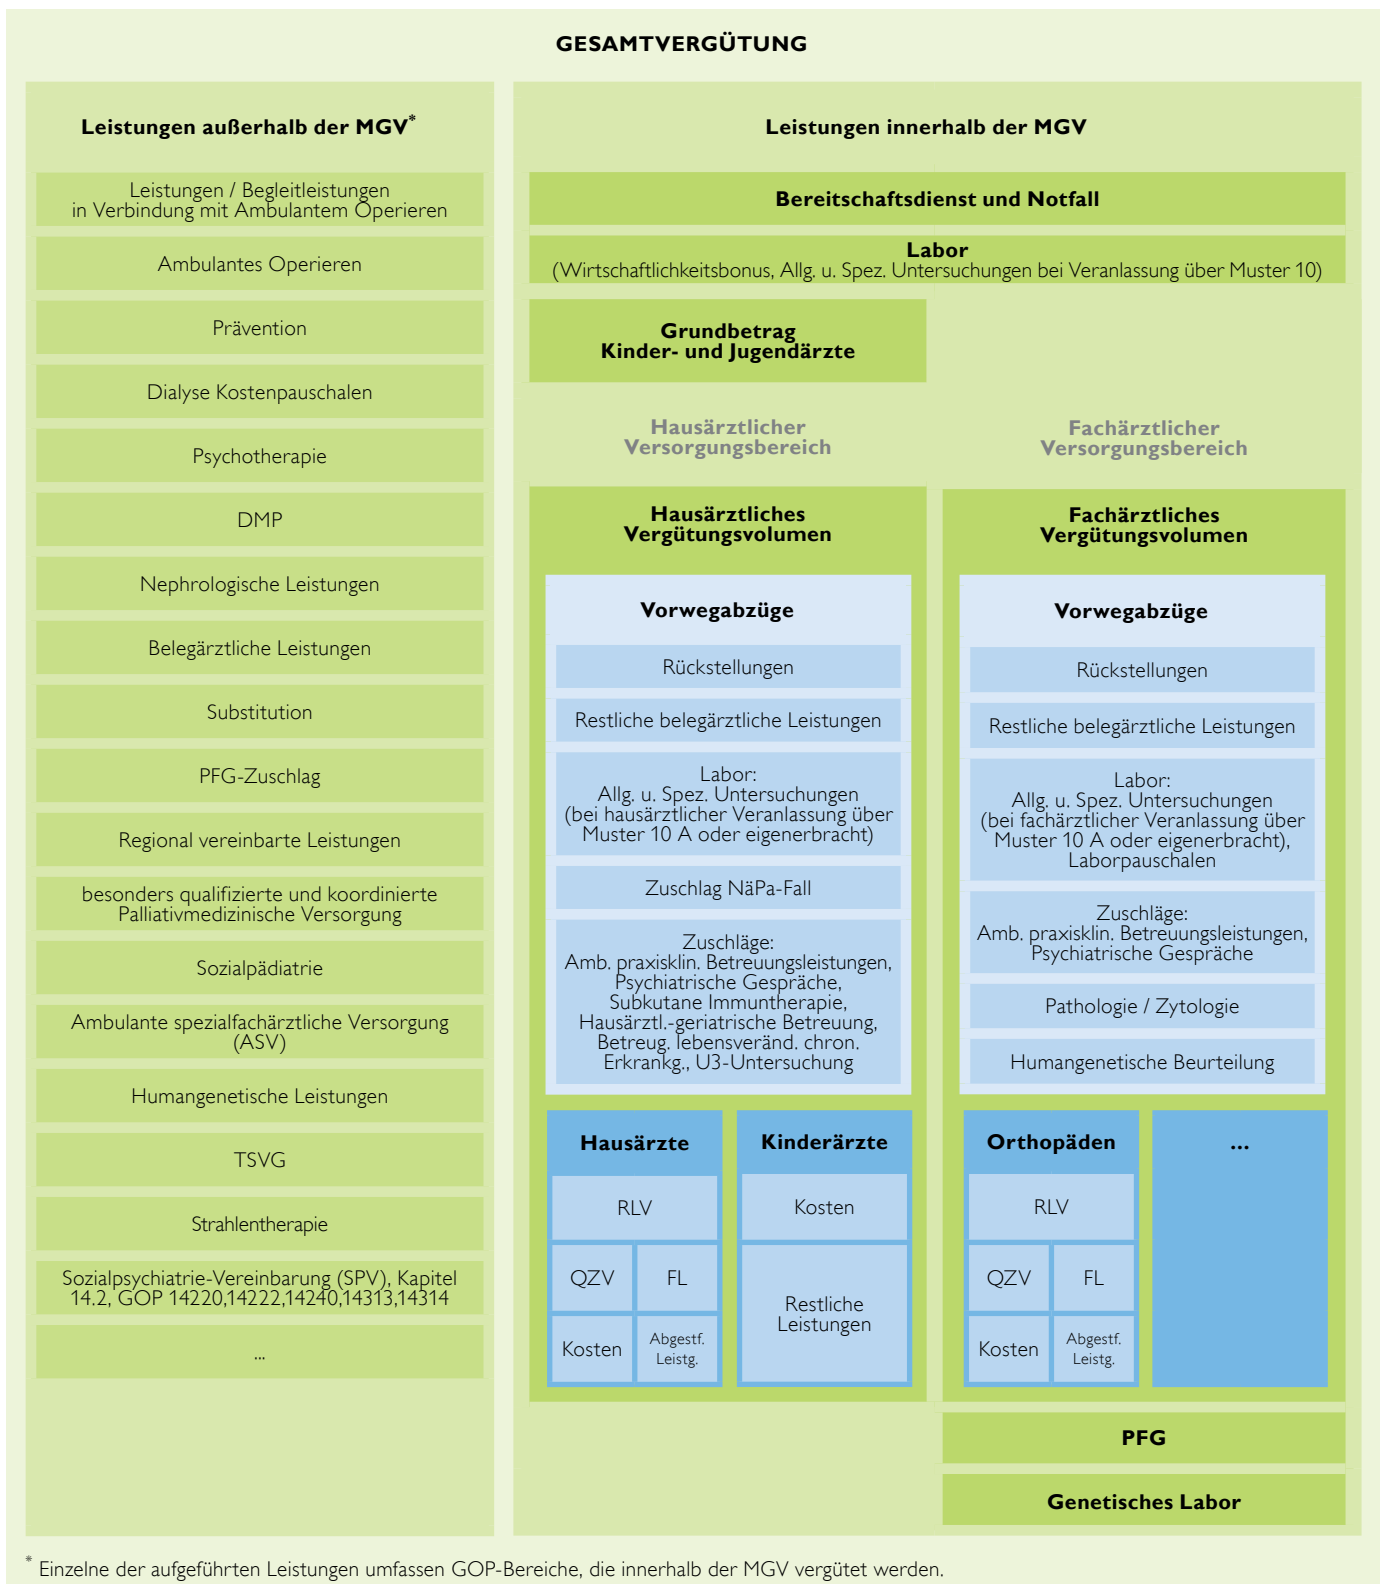 GESAMTVERGÜTUNG
Leistungen außerhalb der MGV*
Leistungen / Begleitleistungen
in Verbindung mit Ambulantem Operieren
Ambulantes Operieren
Prävention
Dialyse Kostenpauschalen
Psychotherapie
DMP
Nephrologische Leistungen
Belegärztliche Leistungen
Substitution
PFG-Zuschlag
Regional vereinbarte Leistungen
besonders qualifizierte und koordinierte
Palliativmedizinische Versorgung
Sozialpädiatrie
Ambulante spezialfachärztliche Versorgung
(ASV)
Humangenetische Leistungen
TSVG
Strahlentherapie
Sozialpsychiatrie-Vereinbarung (SPV), Kapitel
14.2, GOP 14220,14222,14240,14313,14314
...
Leistungen innerhalb der MGV
Bereitschaftsdienst und Notfall
Labor
(Wirtschaftlichkeitsbonus, Allg. u. Spez. Untersuchungen bei Veranlassung über Muster 10)
Grundbetrag
Kinder- und Jugendärzte
Hausärztlicher
Versorgungsbereich
Hausärztliches
Vergütungsvolumen
Vorwegabzüge
Rückstellungen
Restliche belegärztliche Leistungen
Labor:
Allg. u. Spez. Untersuchungen
(bei hausärztlicher Veranlassung über
Muster 10 A oder eigenerbracht)
Zuschlag NäPa-Fall
Zuschläge:
Amb. praxisklin. Betreuungsleistungen,
Psychiatrische Gespräche,
Subkutane Immuntherapie,
Hausärztl.-geriatrische Betreuung,
Betreug. lebensveränd. chron.
Erkrankg., U3-Untersuchung
Hausärzte
RLV
QZV
FL
Kosten
Abgestf.
Leistg.
Kinderärzte
Kosten
Restliche
Leistungen
Fachärztlicher
Versorgungsbereich
Fachärztliches
Vergütungsvolumen
Vorwegabzüge
Rückstellungen
Restliche belegärztliche Leistungen
Labor:
Allg. u. Spez. Untersuchungen
(bei fachärztlicher Veranlassung über
Muster 10 A oder eigenerbracht),
Laborpauschalen
Zuschläge:
Amb. praxisklin. Betreuungsleistungen,
Psychiatrische Gespräche
Pathologie / Zytologie
Humangenetische Beurteilung
Orthopäden
RLV
QZV
FL
Kosten
Abgestf.
Leistg.
...
PFG
Genetisches Labor
* Einzelne der aufgeführten Leistungen umfassen GOP-Bereiche, die innerhalb der MGV vergütet werden.